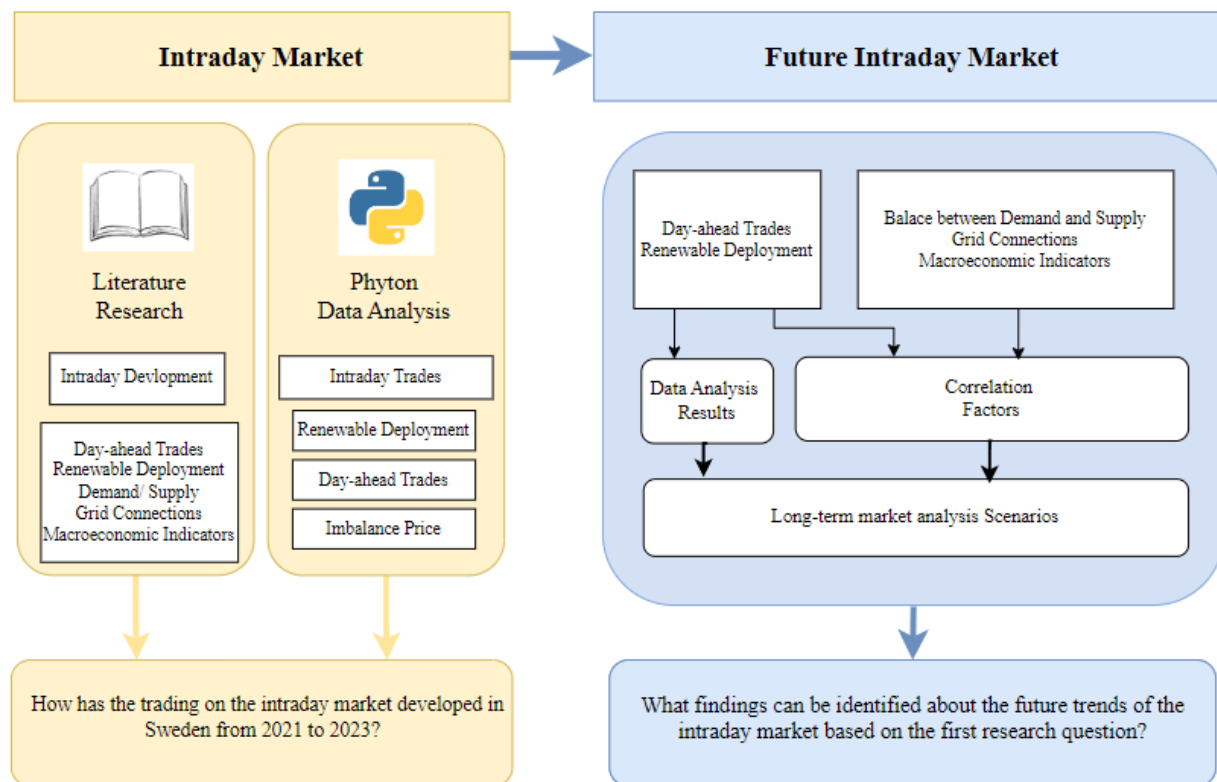 Intraday Market
Future Intraday Market
Literature
Research
Intraday Devlopment
Day-ahead Trades
Renewable Deployment
Demand/ Supply
Grid Connections
Macroeconomic Indicators
Phyton
Data Analysis
Intraday Trades
Renewable Deployment
Day-ahead Trades
Imbalance Price
Day-ahead Trades
Renewable Deployment
Balace between Demand and Supply
Grid Connections
Macroeconomic Indicators
Data Analysis
Results
Correlation
Factors
Long-term market analysis Scenarios
How has the trading on the intraday market developed in
Sweden from 2021 to 2023?
What findings can be identified about the future trends of the
intraday market based on the first research question?